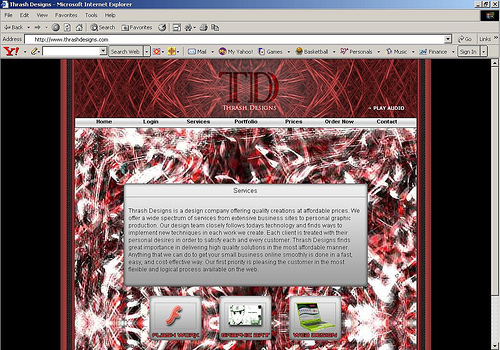 Thrash Designs - Microsoft Internet Explorer
File Edit View Favorites Tools Help
Back Search Favorites
Address http://www.thrashdesigns.com Go Links
Y! Search Web Mail My Yahoo! Games Basketball Personals Music Finance Sign In
TD
THRASH DESIGNS
PLAY AUDIO
Home Login Services Portfolio Prices Order Now Contact
Services
Thrash Designs is a design company offering quality creations at affordable prices. We
offer a wide spectrum of services from extensive business sites to personal graphic
production. Our design team closely follows todays technology and finds ways to
implement new techniques in each work we create. Each client is treated with their
personal desires in order to satisfy each and every customer. Thrash Designs finds
great importance in delivering high quality solutions in the most affordable manner.
Anything that we can do to get your small business online smoothly is done in a fast,
easy, and cost-effective way. Our first priority is pleasing the customer in the most
flexible and logical process available on the web.
FLASH WORK GRAPHIC ART WEB DESIGN